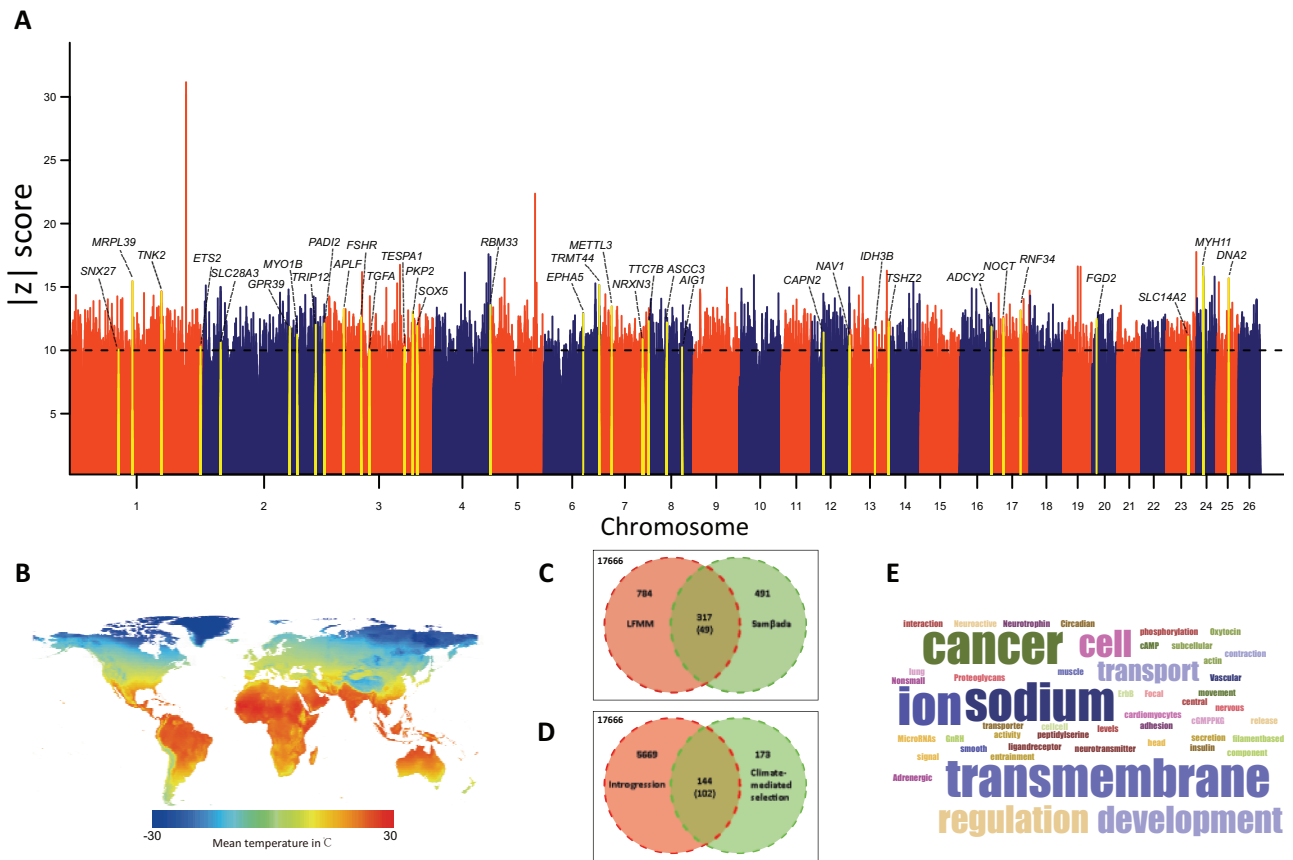 A
|z| score
30
25
20
15
10
5
SNX27
MRPL39
TNK2
ETS2
SLC28A3
GPR39
MYO1B
TRIP12
PADI2
APLF
FSHR
TGFA
TESPA1
PKP2
SOX5
RBM33
EPHA5
TRMT44
METTL3
NRXN3
TTC7B
ASCC3
AIG1
CAPN2
NAV1
IDH3B
TSHZ2
ADCY2
NOCT
RNF34
FGD2
SLC14A2
MYH11
DNA2
1 2 3 4 5 6 7 8 9 10 11 12 13 14 15 16 17 18 19 20 21 22 23 24 25 26
Chromosome
B
-30 30
Mean temperature in ℃
C
17666
784 491
317
(49)
LFMM Samβada
D
17666
5669 173
144
(102)
Introgression Climate-
mediated
selection
E
interaction Neuroactive Neurotrophin Circadian
cancer cell phosphorylation Oxytocin
cAMP subcellular
actin contraction
lung muscle transport
Nonsmall Proteoglycans Vascular
ion sodium ErbB Focal movement
central nervous
cardiomyocytes cGMPPKG release
transporter cellcell levels adhesion
MicroRNAs GnRH activity peptidylserine secretion filamentbased
smooth ligandreceptor neurotransmitter head insulin component
signal entrainment
Adrenergic transmembrane
regulation development